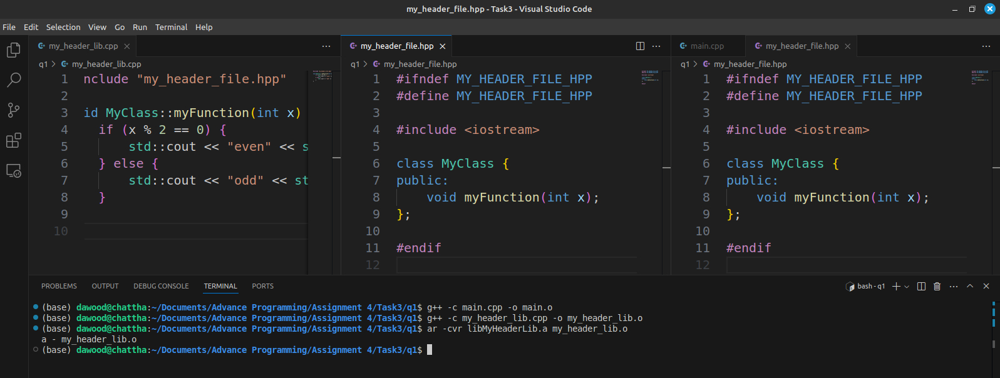 my_header_file.hpp - Task3 - Visual Studio Code
File Edit Selection View Go Run Terminal Help
my_header_lib.cpp
q1 > my_header_lib.cpp
1 nclude "my_header_file.hpp"
2
3 id MyClass::myFunction(int x)
4 if (x % 2 == 0) {
5 std::cout << "even" << s
6 } else {
7 std::cout << "odd" << st
8 }
9
10
my_header_file.hpp
q1 > my_header_file.hpp
1 #ifndef MY_HEADER_FILE_HPP
2 #define MY_HEADER_FILE_HPP
3
4 #include <iostream>
5
6 class MyClass {
7 public:
8 void myFunction(int x);
9 };
10
11 #endif
12
main.cpp my_header_file.hpp
q1 > my_header_file.hpp
1 #ifndef MY_HEADER_FILE_HPP
2 #define MY_HEADER_FILE_HPP
3
4 #include <iostream>
5
6 class MyClass {
7 public:
8 void myFunction(int x);
9 };
10
11 #endif
12
PROBLEMS OUTPUT DEBUG CONSOLE TERMINAL PORTS
bash - q1
(base) dawood@chattha:~/Documents/Advance Programming/Assignment 4/Task3/q1$ g++ -c main.cpp -o main.o
(base) dawood@chattha:~/Documents/Advance Programming/Assignment 4/Task3/q1$ g++ -c my_header_lib.cpp -o my_header_lib.o
(base) dawood@chattha:~/Documents/Advance Programming/Assignment 4/Task3/q1$ ar -cvr libMyHeaderLib.a my_header_lib.o
a - my_header_lib.o
(base) dawood@chattha:~/Documents/Advance Programming/Assignment 4/Task3/q1$